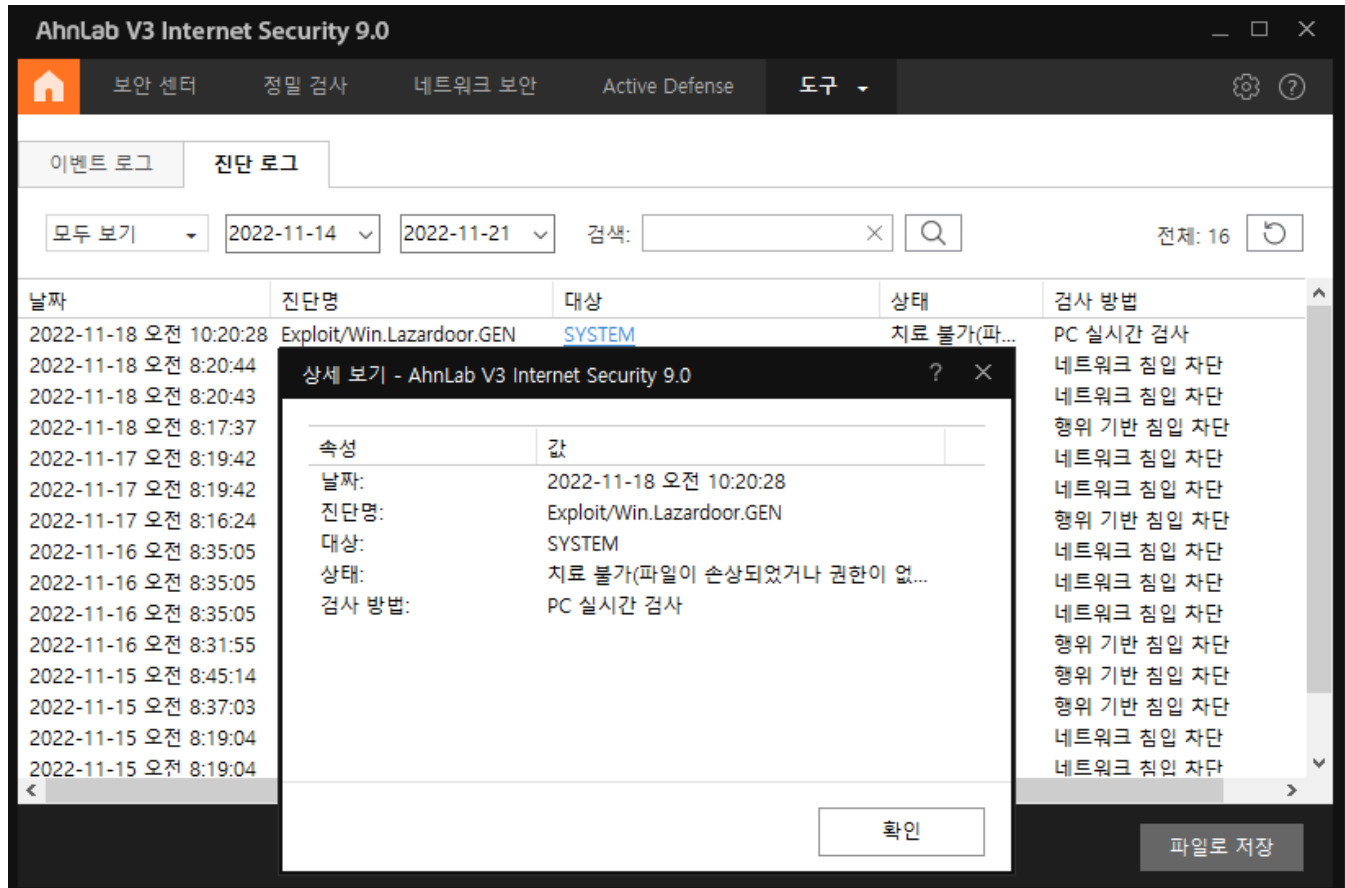 AhnLab V3 Internet Security 9.0
보안 센터 정밀 검사 네트워크 보안 Active Defense 도구
이벤트 로그 진단 로그
모두 보기 2022-11-14 2022-11-21 검색: 전체: 16
날짜 진단명 대상 상태 검사 방법
2022-11-18 오전 10:20:28 Exploit/Win.Lazardoor.GEN SYSTEM 치료 불가(파... PC 실시간 검사
2022-11-18 오전 8:20:44 네트워크 침입 차단
2022-11-18 오전 8:20:43 네트워크 침입 차단
2022-11-18 오전 8:17:37 행위 기반 침입 차단
2022-11-17 오전 8:19:42 네트워크 침입 차단
2022-11-17 오전 8:19:42 네트워크 침입 차단
2022-11-17 오전 8:16:24 행위 기반 침입 차단
2022-11-16 오전 8:35:05 네트워크 침입 차단
2022-11-16 오전 8:35:05 네트워크 침입 차단
2022-11-16 오전 8:35:05 네트워크 침입 차단
2022-11-16 오전 8:31:55 행위 기반 침입 차단
2022-11-15 오전 8:45:14 행위 기반 침입 차단
2022-11-15 오전 8:37:03 행위 기반 침입 차단
2022-11-15 오전 8:19:04 네트워크 침입 차단
2022-11-15 오전 8:19:04 네트워크 침입 차단
상세 보기 - AhnLab V3 Internet Security 9.0
속성 값
날짜: 2022-11-18 오전 10:20:28
진단명: Exploit/Win.Lazardoor.GEN
대상: SYSTEM
상태: 치료 불가(파일이 손상되었거나 권한이 없...
검사 방법: PC 실시간 검사
확인
파일로 저장